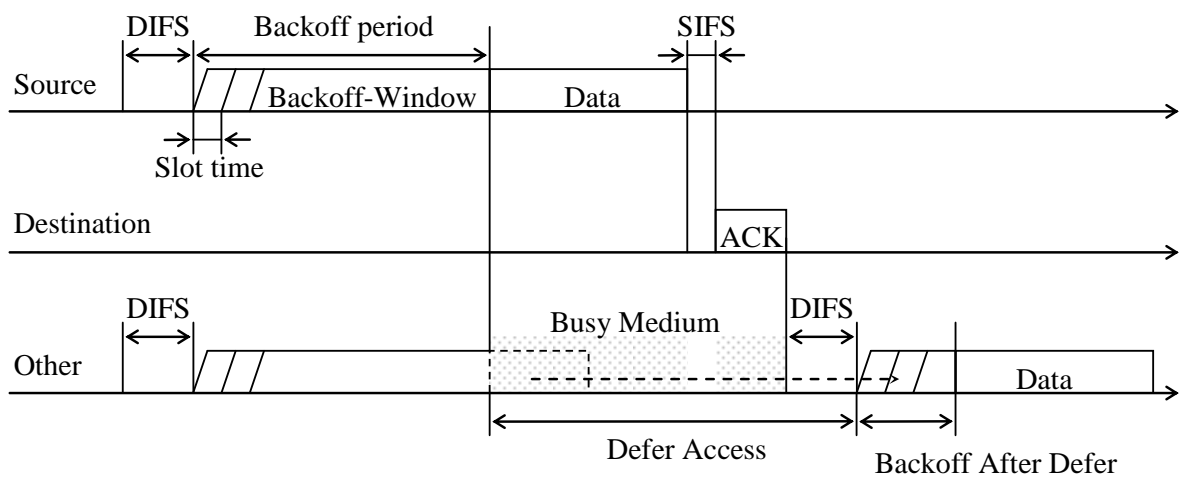 DIFS
Backoff period
SIFS
Source
Backoff-Window
Data
Slot time
Destination
ACK
DIFS
Busy Medium
DIFS
Other
Data
Defer Access
Backoff After Defer